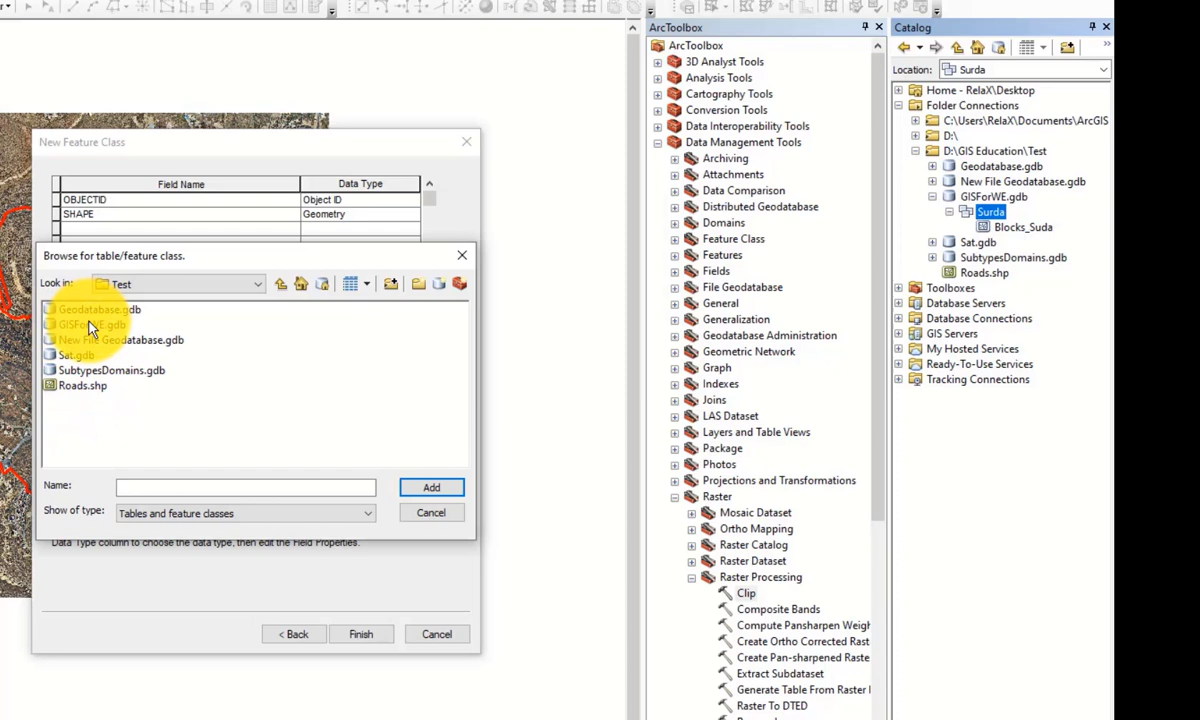 ArcToolbox
Catalog
Location:
Surda
ArcToolbox
3D Analyst Tools
Analysis Tools
Cartography Tools
Conversion Tools
Data Interoperability Tools
Data Management Tools
Archiving
Attachments
Data Comparison
Distributed Geodatabase
Domains
Feature Class
Features
Fields
File Geodatabase
General
Generalization
Geodatabase Administration
Geometric Network
Graph
Indexes
Joins
LAS Dataset
Layers and Table Views
Package
Photos
Projections and Transformations
Raster
Mosaic Dataset
Ortho Mapping
Raster Catalog
Raster Dataset
Raster Processing
Clip
Composite Bands
Compute Pansharpen Weigh
Create Ortho Corrected Rast
Create Pan-sharpened Raste
Extract Subdataset
Generate Table From Raster
Raster To DTED
Home - RelaX\Desktop
Folder Connections
C:\Users\RelaX\Documents\ArcGIS
D:\
D:\GIS Education\Test
Geodatabase.gdb
New File Geodatabase.gdb
GISForWE.gdb
Surda
Blocks_Suda
Sat.gdb
SubtypesDomains.gdb
Roads.shp
Toolboxes
Database Servers
Database Connections
GIS Servers
My Hosted Services
Ready-To-Use Services
Tracking Connections
New Feature Class
Field Name
Data Type
OBJECTID
Object ID
SHAPE
Geometry
Browse for table/feature class.
Look in:
Test
Geodatabase.gdb
GISForWE.gdb
New File Geodatabase.gdb
Sat.gdb
SubtypesDomains.gdb
Roads.shp
Name:
Add
Show of type:
Tables and feature classes
Cancel
Data Type column to choose the data type, then edit the Field Properties.
< Back
Finish
Cancel